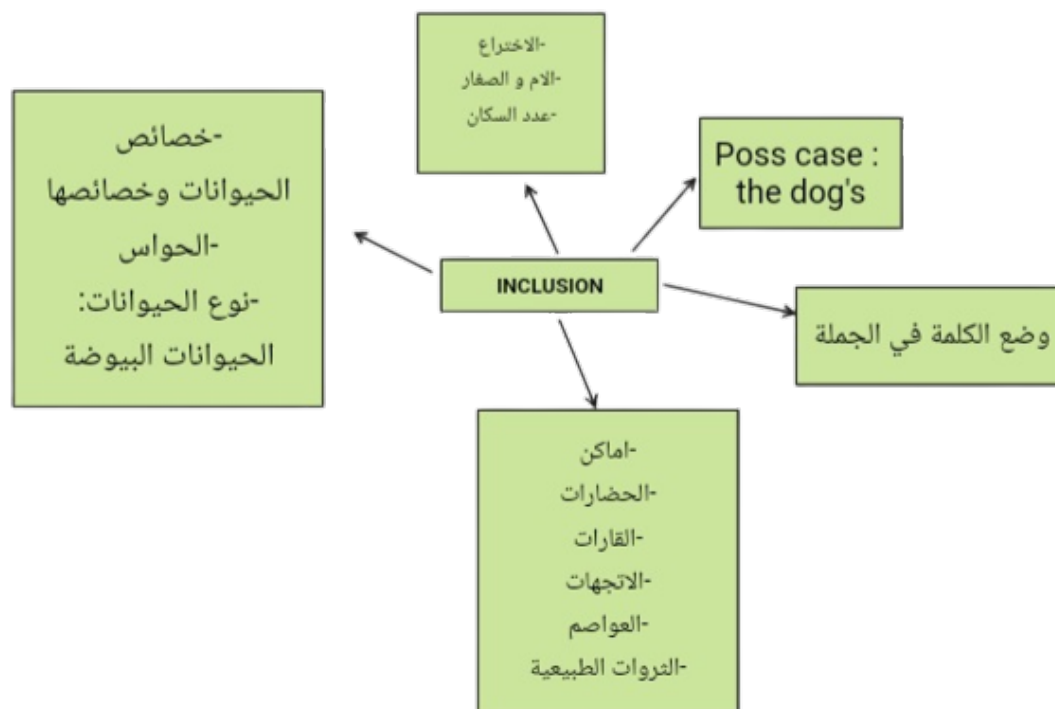 -الاختراع
-الام و الصغار
-عدد السكان
Poss case :
the dog's
-خصائص
الحيوانات وخصائصها
-الحواس
-نوع الحيوانات:
الحيوانات البيوضة
INCLUSION
وضع الكلمة في الجملة
-اماكن
-الحضارات
-القارات
-الاتجهات
-العواصم
-الثروات الطبيعية